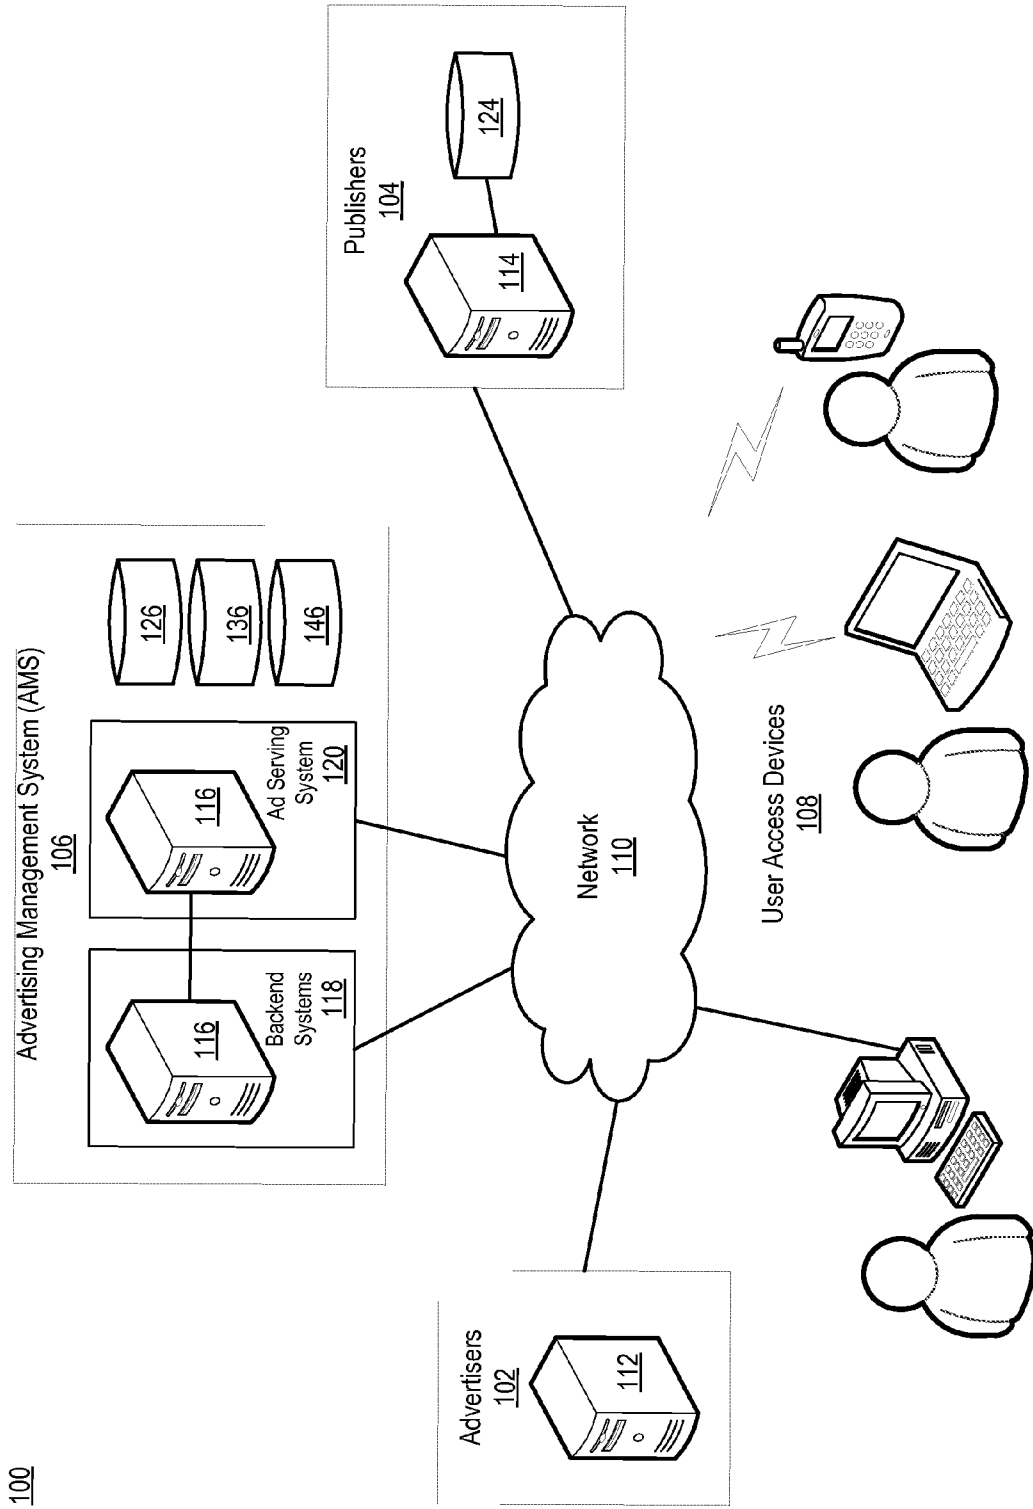 100
Advertising Management System (AMS)
106
116
116
Backend
Systems
118
Ad Serving
System
120
126
136
146
Advertisers
102
112
Network
110
Publishers
104
114
124
User Access Devices
108